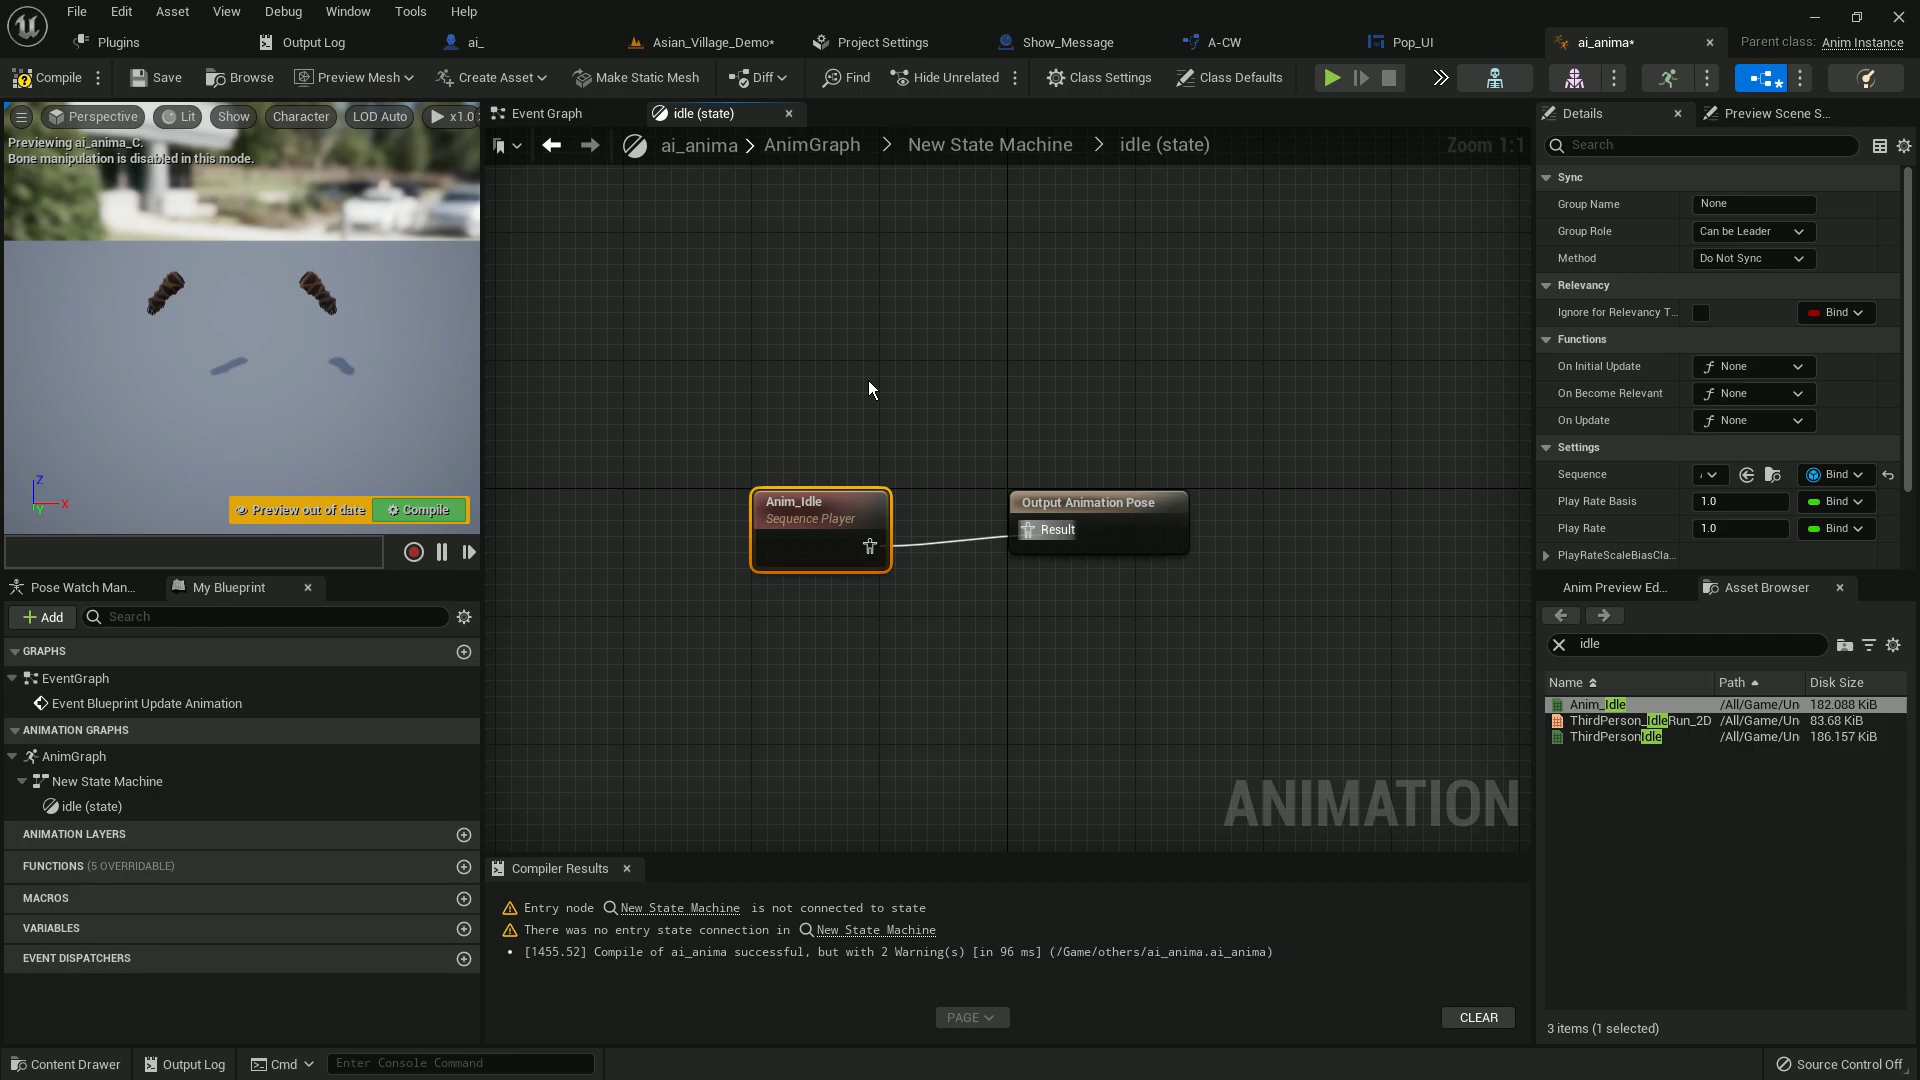 File Edit Asset View Debug Window Tools Help
Plugins Output Log ai_ Asian_Village_Demo* Project Settings Show_Message A-CW Pop_UI ai_anima* Parent class: Anim Instance
Compile Save Browse Preview Mesh Create Asset Make Static Mesh Diff Find Hide Unrelated Class Settings Class Defaults
Perspective Lit Show Character LOD Auto x1.0
Previewing ai_anima_C.
Bone manipulation is disabled in this mode.
Z
X
Y
Preview out of date Compile
Pose Watch Man... My Blueprint
Add Search
GRAPHS
EventGraph
Event Blueprint Update Animation
ANIMATION GRAPHS
AnimGraph
New State Machine
idle (state)
ANIMATION LAYERS
FUNCTIONS (5 OVERRIDABLE)
MACROS
VARIABLES
EVENT DISPATCHERS
Event Graph idle (state)
ai_anima > AnimGraph > New State Machine > idle (state) Zoom 1:1
Anim_Idle
Sequence Player
Output Animation Pose
Result
ANIMATION
Compiler Results
Entry node New State Machine is not connected to state
There was no entry state connection in New State Machine
• [1455.52] Compile of ai_anima successful, but with 2 Warning(s) [in 96 ms] (/Game/others/ai_anima.ai_anima)
PAGE CLEAR
Details Preview Scene S...
Search
Sync
Group Name None
Group Role Can be Leader
Method Do Not Sync
Relevancy
Ignore for Relevancy T... Bind
Functions
On Initial Update None
On Become Relevant None
On Update None
Settings
Sequence Bind
Play Rate Basis 1.0 Bind
Play Rate 1.0 Bind
PlayRateScaleBiasCla...
Anim Preview Ed... Asset Browser
idle
Name Path Disk Size
Anim_Idle /All/Game/Un 182.088 KiB
ThirdPerson_IdleRun_2D /All/Game/Un 83.68 KiB
ThirdPersonIdle /All/Game/Un 186.157 KiB
3 items (1 selected)
Content Drawer Output Log Cmd Enter Console Command Source Control Off